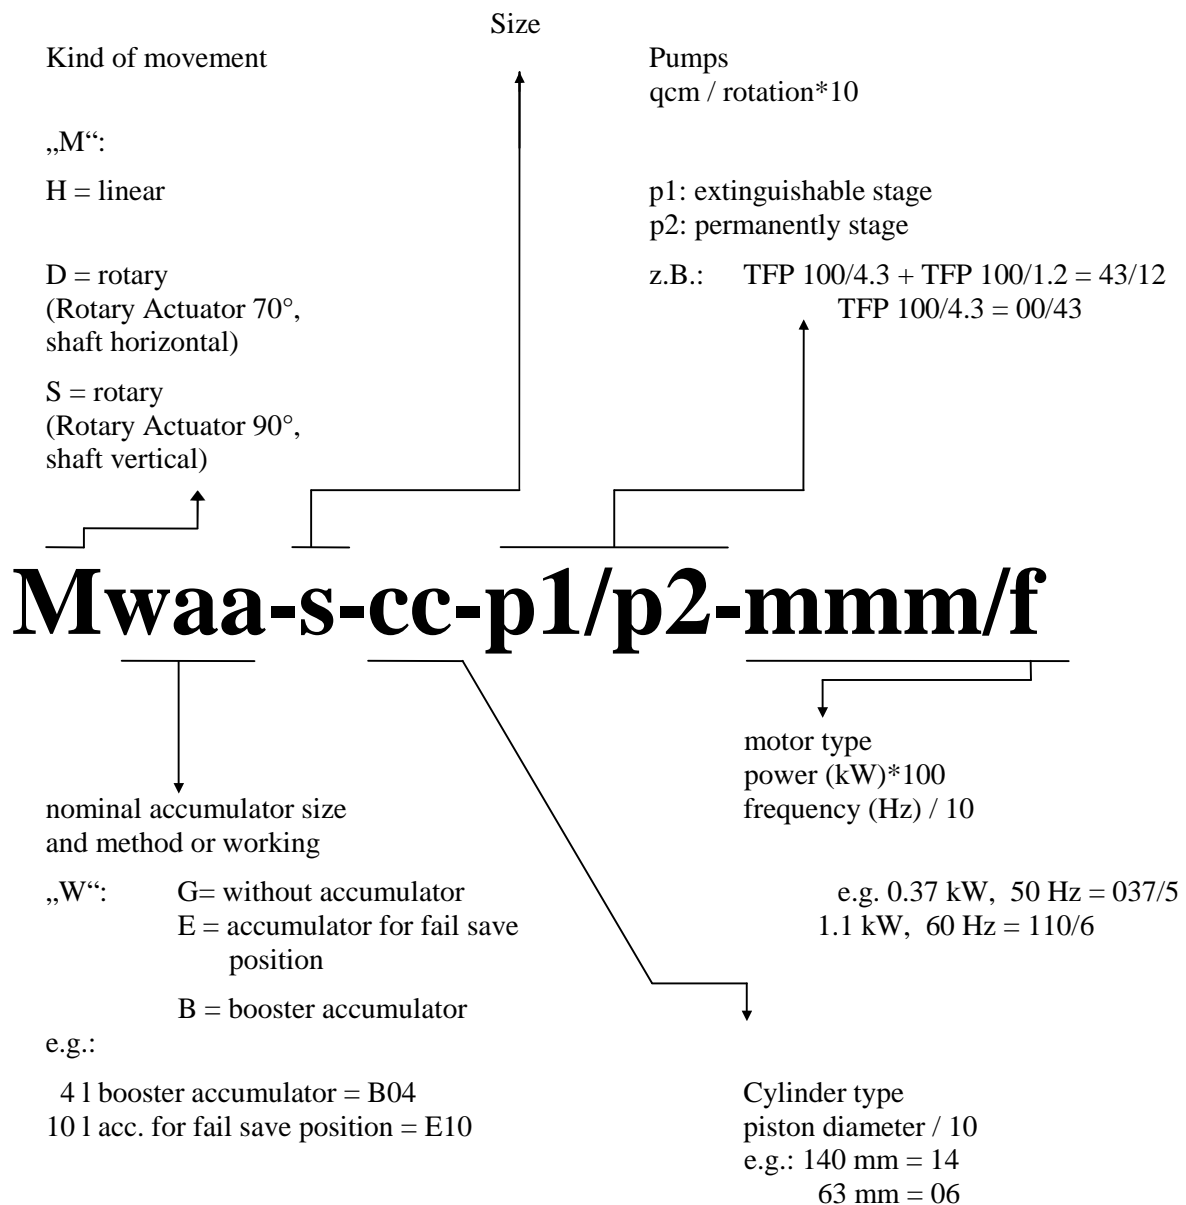 Size
Kind of movement
Pumps
qcm / rotation*10
„M“:
H = linear
p1: extinguishable stage
p2: permanently stage
D = rotary
(Rotary Actuator 70°,
shaft horizontal)
z.B.: TFP 100/4.3 + TFP 100/1.2 = 43/12
TFP 100/4.3 = 00/43
S = rotary
(Rotary Actuator 90°,
shaft vertical)
Mwaa-s-cc-p1/p2-mmm/f
motor type
power (kW)*100
frequency (Hz) / 10
nominal accumulator size
and method or working
„W“: G= without accumulator
E = accumulator for fail save
position
B = booster accumulator
e.g. 0.37 kW, 50 Hz = 037/5
1.1 kW, 60 Hz = 110/6
e.g.:
4 l booster accumulator = B04
10 l acc. for fail save position = E10
Cylinder type
piston diameter / 10
e.g.: 140 mm = 14
63 mm = 06